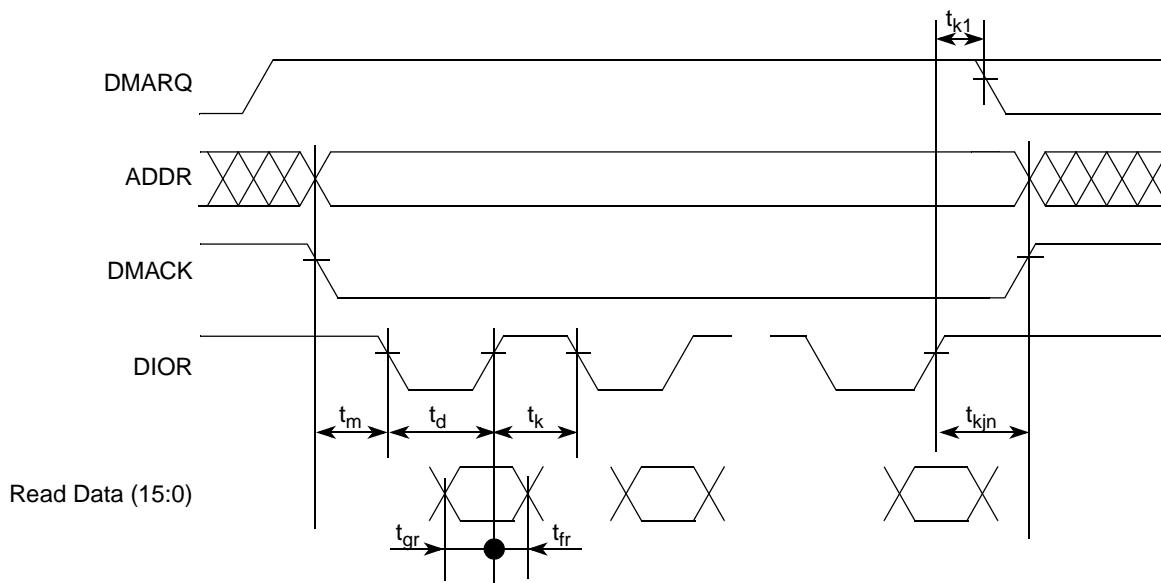 t_k1
DMARQ
ADDR
DMACK
DIOR
t_m
t_d
t_k
t_kjn
Read Data (15:0)
t_gr
t_fr